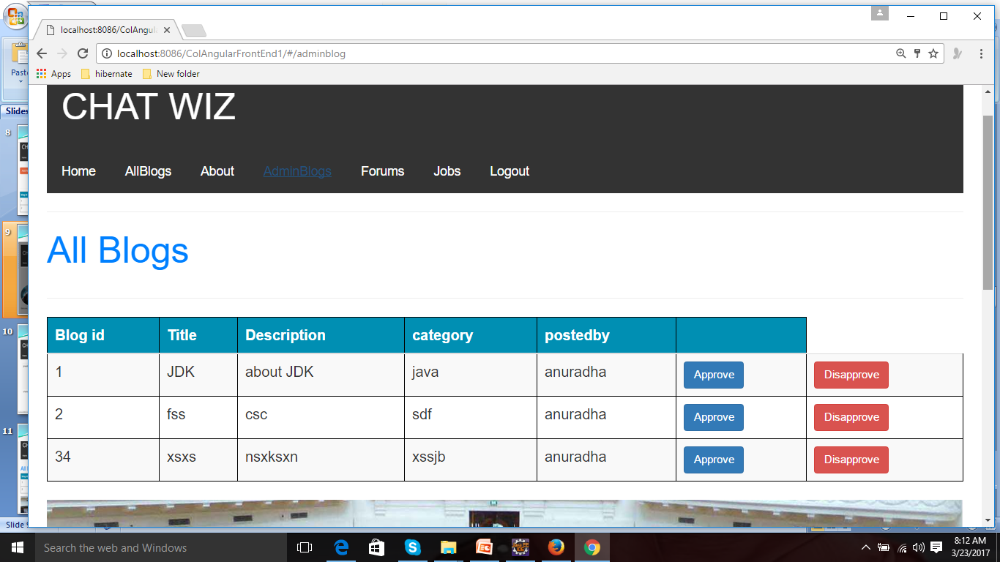 localhost:8086/ColAngula
localhost:8086/ColAngularFrontEnd1/#/adminblog
Apps hibernate New folder
Paste
Slides
8
9
10
11
CHAT WIZ
Home AllBlogs About AdminBlogs Forums Jobs Logout
All Blogs
Blog id Title Description category postedby
1 JDK about JDK java anuradha Approve Disapprove
2 fss csc sdf anuradha Approve Disapprove
34 xsxs nsxksxn xssjb anuradha Approve Disapprove
Slide 9
Search the web and Windows
8:12 AM
3/23/2017